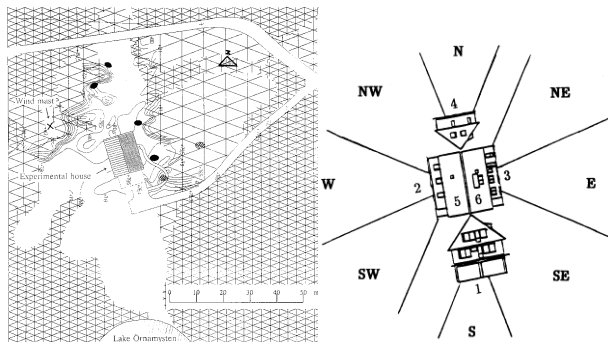 N
Wind mast
Experimental house
0 10 20 30 40 50 m
Lake Örnamysten
N
NW
NE
4
W
2
3
E
5
6
SW
SE
1
S